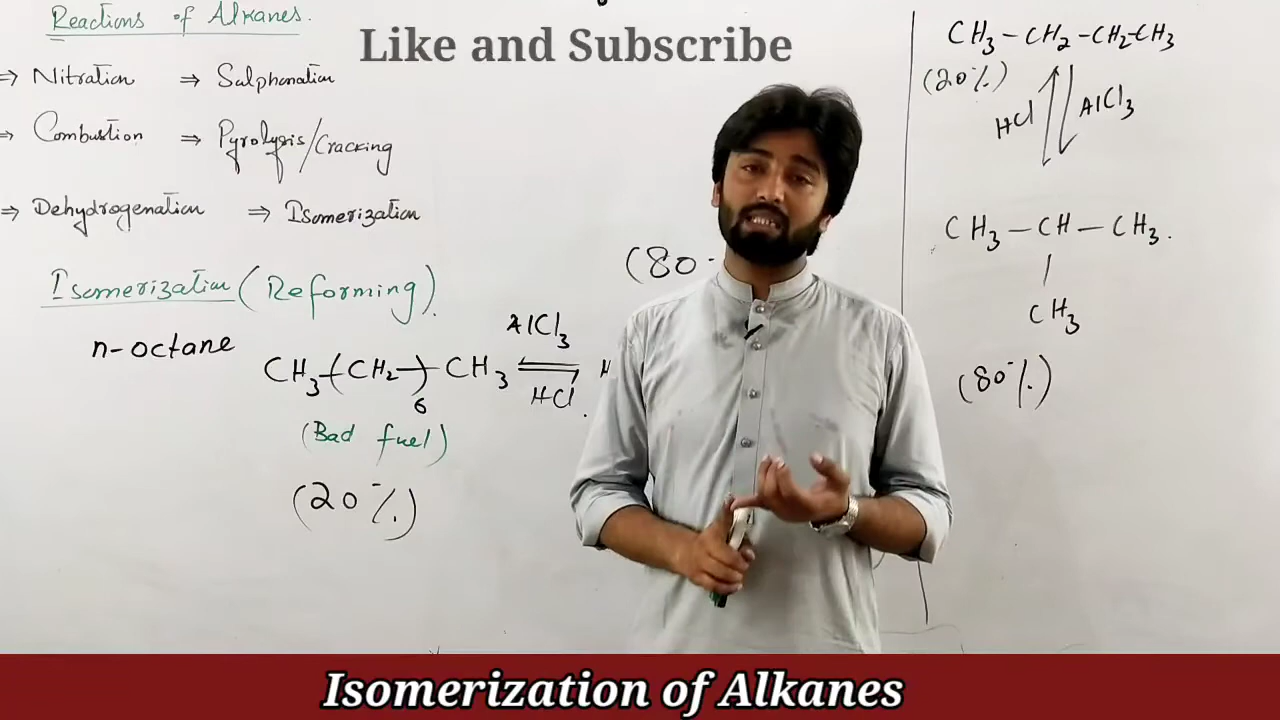 Reactions of Alkanes.
Like and Subscribe
⇒ Nitration ⇒ Sulphonation
⇒ Combustion ⇒ Pyrolysis/Cracking
⇒ Dehydrogenation ⇒ Isomerization
Isomerization (Reforming).
n-octane
CH3-(CH2-)6 CH3 ⇌ H
AlCl3
HCl.
(Bad fuel)
(20%)
(80
CH3-CH2-CH2-CH3
(20%)
HCl AlCl3
CH3-CH-CH3.
|
CH3
(80%)
Isomerization of Alkanes